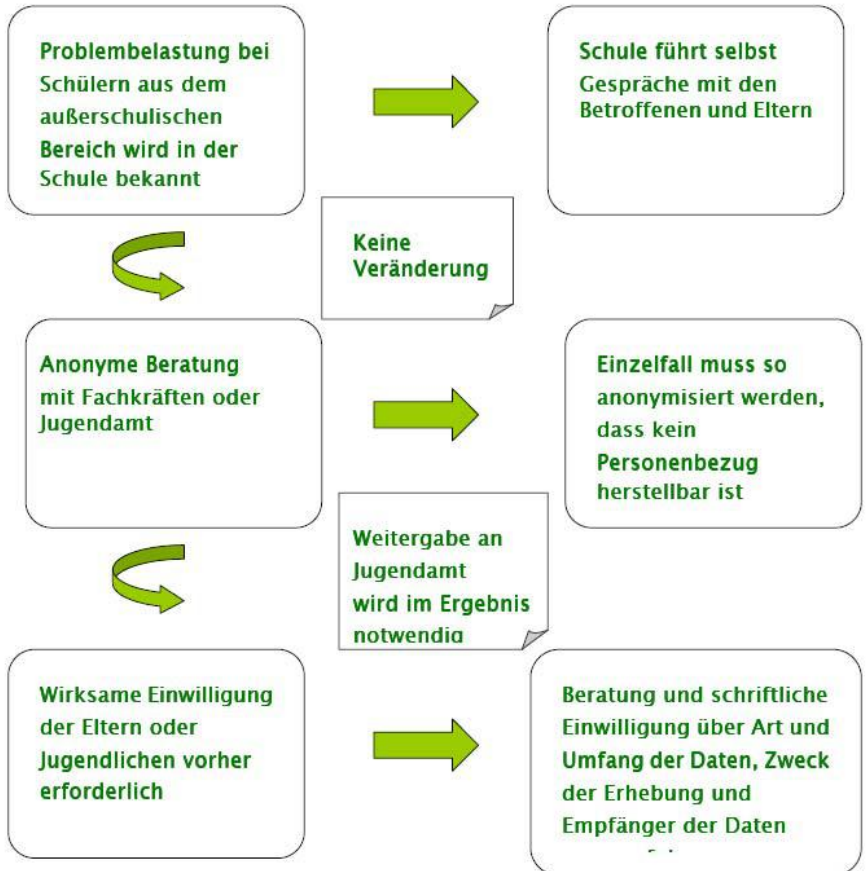 Problembelastung bei
Schülern aus dem
außerschulischen
Bereich wird in der
Schule bekannt
Schule führt selbst
Gespräche mit den
Betroffenen und Eltern
Keine
Veränderung
Anonyme Beratung
mit Fachkräften oder
Jugendamt
Einzelfall muss so
anonymisiert werden,
dass kein
Personenbezug
herstellbar ist
Weitergabe an
Jugendamt
wird im Ergebnis
notwendig
Wirksame Einwilligung
der Eltern oder
Jugendlichen vorher
erforderlich
Beratung und schriftliche
Einwilligung über Art und
Umfang der Daten, Zweck
der Erhebung und
Empfänger der Daten